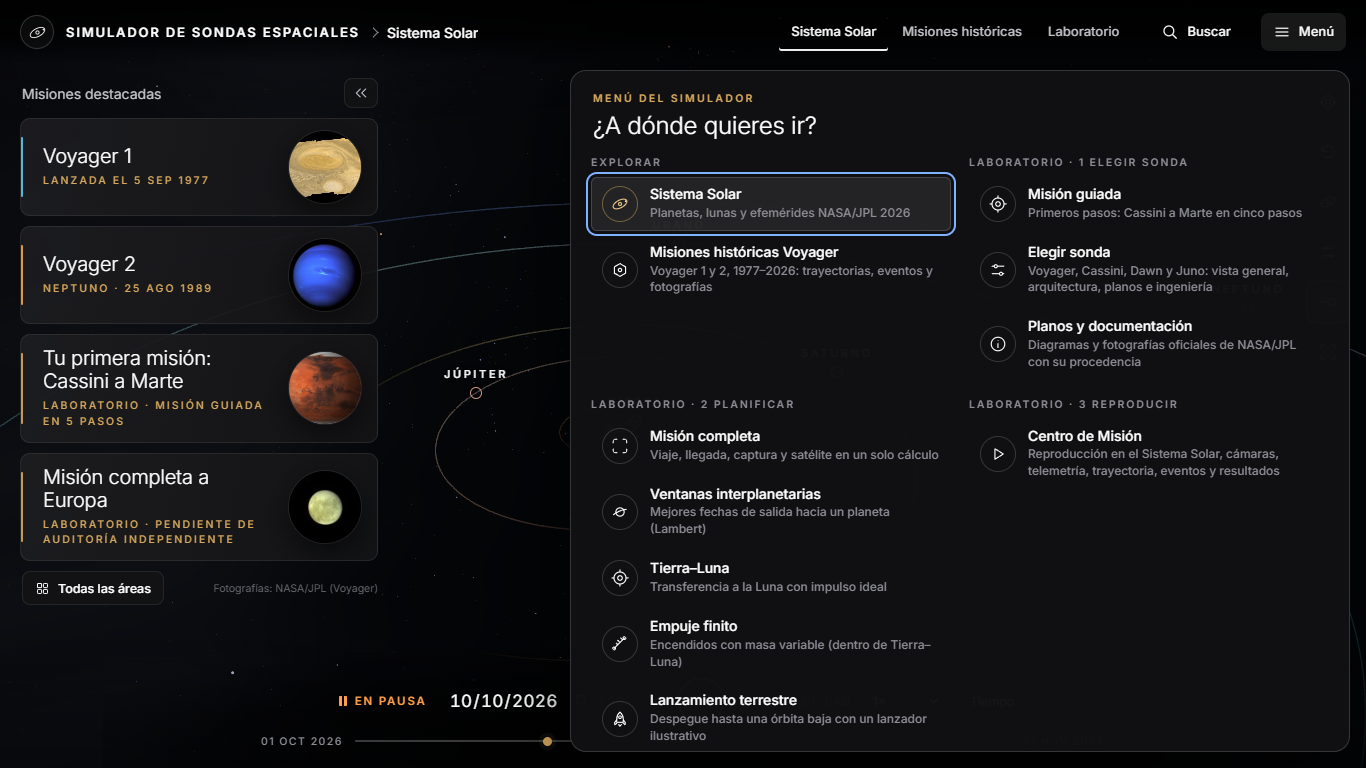 SIMULADOR DE SONDAS ESPACIALES
Sistema Solar
Sistema Solar
Misiones históricas
Laboratorio
Buscar
Menú
Misiones destacadas
Voyager 1
LANZADA EL 5 SEP 1977
Voyager 2
NEPTUNO · 25 AGO 1989
Tu primera misión:
Cassini a Marte
LABORATORIO · MISIÓN GUIADA
EN 5 PASOS
Misión completa a
Europa
LABORATORIO · PENDIENTE DE
AUDITORÍA INDEPENDIENTE
Todas las áreas
Fotografías: NASA/JPL (Voyager)
JÚPITER
EN PAUSA
10/10/2026
01 OCT 2026
MENÚ DEL SIMULADOR
¿A dónde quieres ir?
EXPLORAR
Sistema Solar
Planetas, lunas y efemérides NASA/JPL 2026
Misiones históricas Voyager
Voyager 1 y 2, 1977–2026: trayectorias, eventos y
fotografías
LABORATORIO · 1 ELEGIR SONDA
Misión guiada
Primeros pasos: Cassini a Marte en cinco pasos
Elegir sonda
Voyager, Cassini, Dawn y Juno: vista general,
arquitectura, planos e ingeniería
Planos y documentación
Diagramas y fotografías oficiales de NASA/JPL
con su procedencia
LABORATORIO · 2 PLANIFICAR
Misión completa
Viaje, llegada, captura y satélite en un solo cálculo
Ventanas interplanetarias
Mejores fechas de salida hacia un planeta
(Lambert)
Tierra–Luna
Transferencia a la Luna con impulso ideal
Empuje finito
Encendidos con masa variable (dentro de Tierra–
Luna)
Lanzamiento terrestre
Despegue hasta una órbita baja con un lanzador
ilustrativo
LABORATORIO · 3 REPRODUCIR
Centro de Misión
Reproducción en el Sistema Solar, cámaras,
telemetría, trayectoria, eventos y resultados